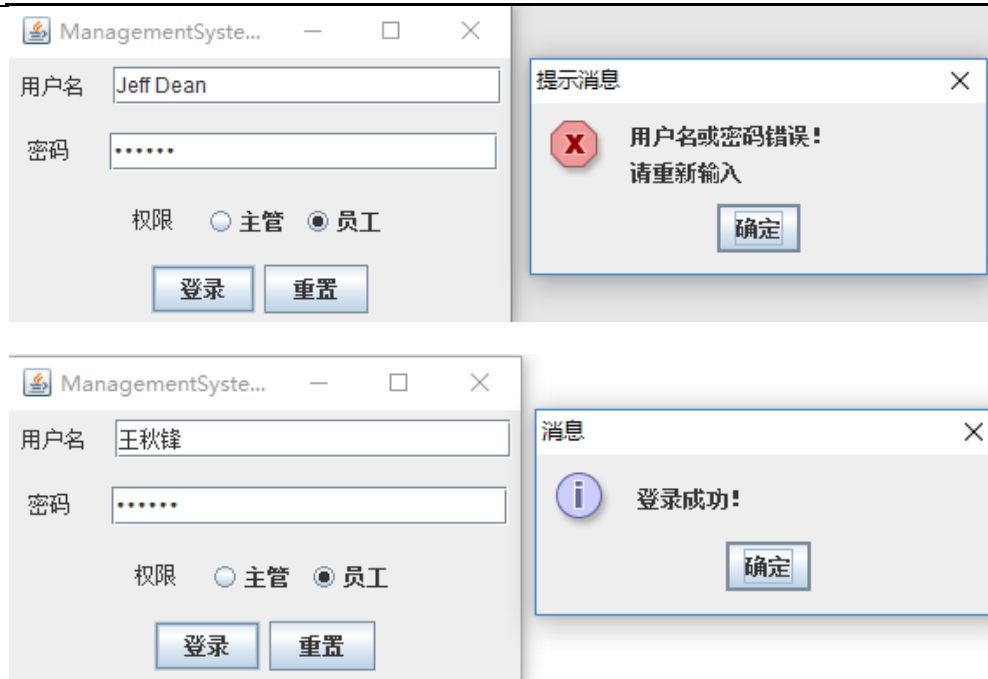 ManagementSyste...
用户名 Jeff Dean
密码 ······
权限 主管 员工
登录 重置
提示消息
用户名或密码错误!
请重新输入
确定
ManagementSyste...
用户名 王秋锋
密码 ······
权限 主管 员工
登录 重置
消息
登录成功!
确定